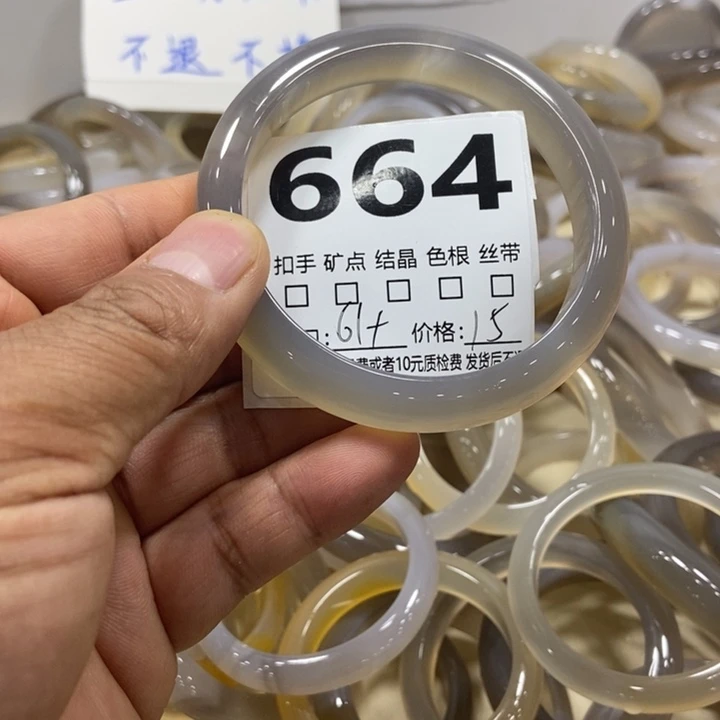 不退 不
664
扣手 矿点 结晶 色根 丝带
: 61+ 价格: 15
费或者10元质检费 发货后不